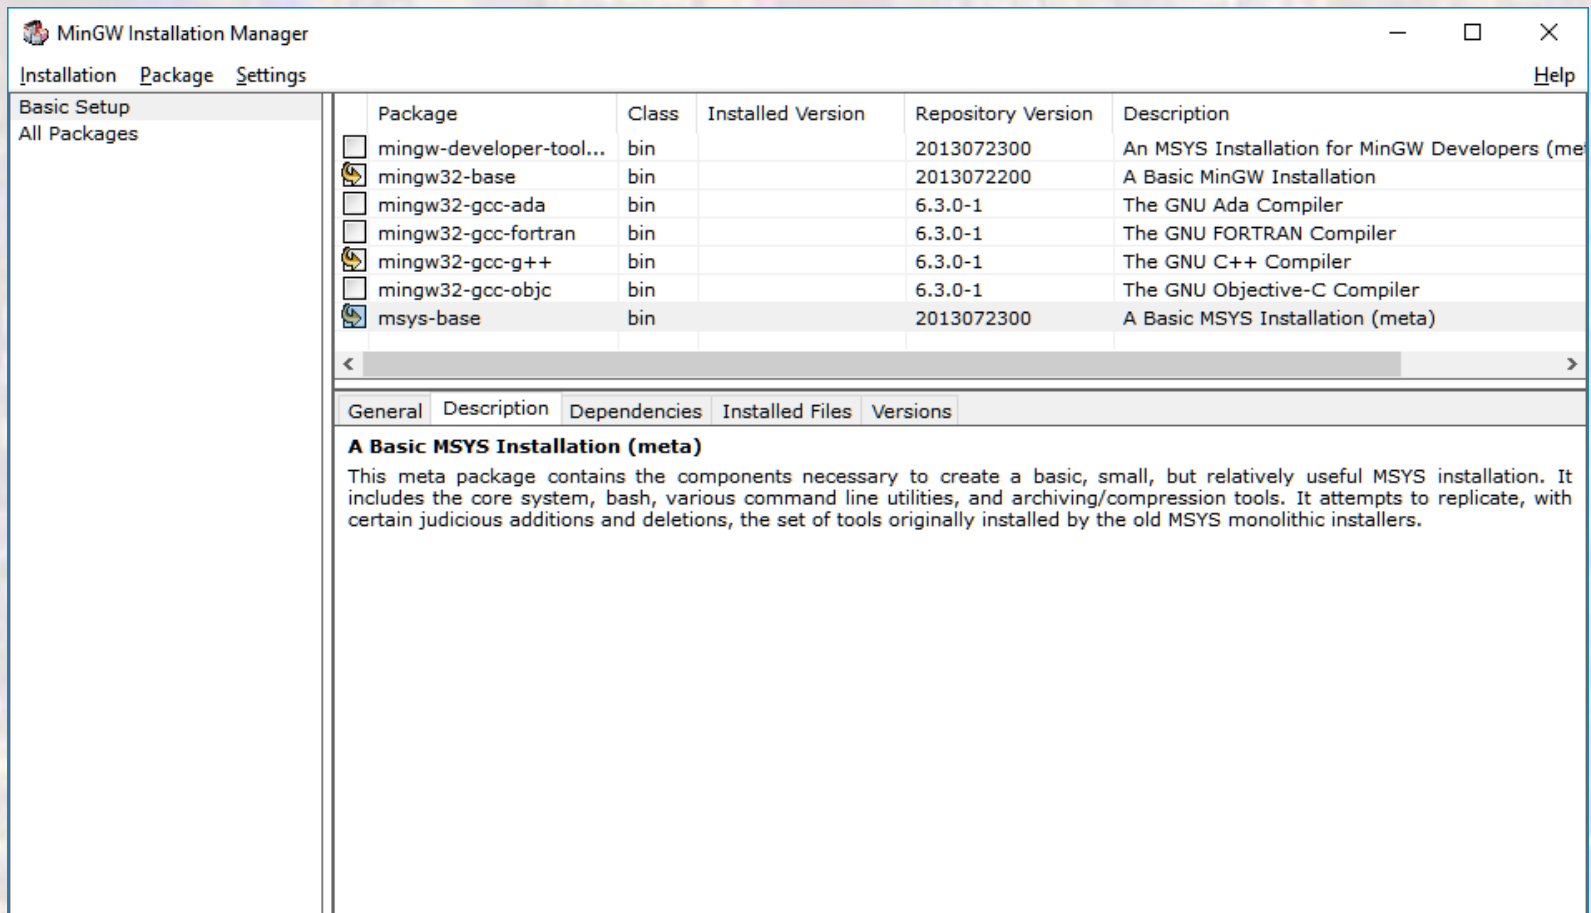 MinGW Installation Manager
Installation Package Settings Help
Basic Setup
All Packages
Package Class Installed Version Repository Version Description
mingw-developer-tool... bin 2013072300 An MSYS Installation for MinGW Developers (met
mingw32-base bin 2013072200 A Basic MinGW Installation
mingw32-gcc-ada bin 6.3.0-1 The GNU Ada Compiler
mingw32-gcc-fortran bin 6.3.0-1 The GNU FORTRAN Compiler
mingw32-gcc-g++ bin 6.3.0-1 The GNU C++ Compiler
mingw32-gcc-objc bin 6.3.0-1 The GNU Objective-C Compiler
msys-base bin 2013072300 A Basic MSYS Installation (meta)
General Description Dependencies Installed Files Versions
A Basic MSYS Installation (meta)
This meta package contains the components necessary to create a basic, small, but relatively useful MSYS installation. It
includes the core system, bash, various command line utilities, and archiving/compression tools. It attempts to replicate, with
certain judicious additions and deletions, the set of tools originally installed by the old MSYS monolithic installers.